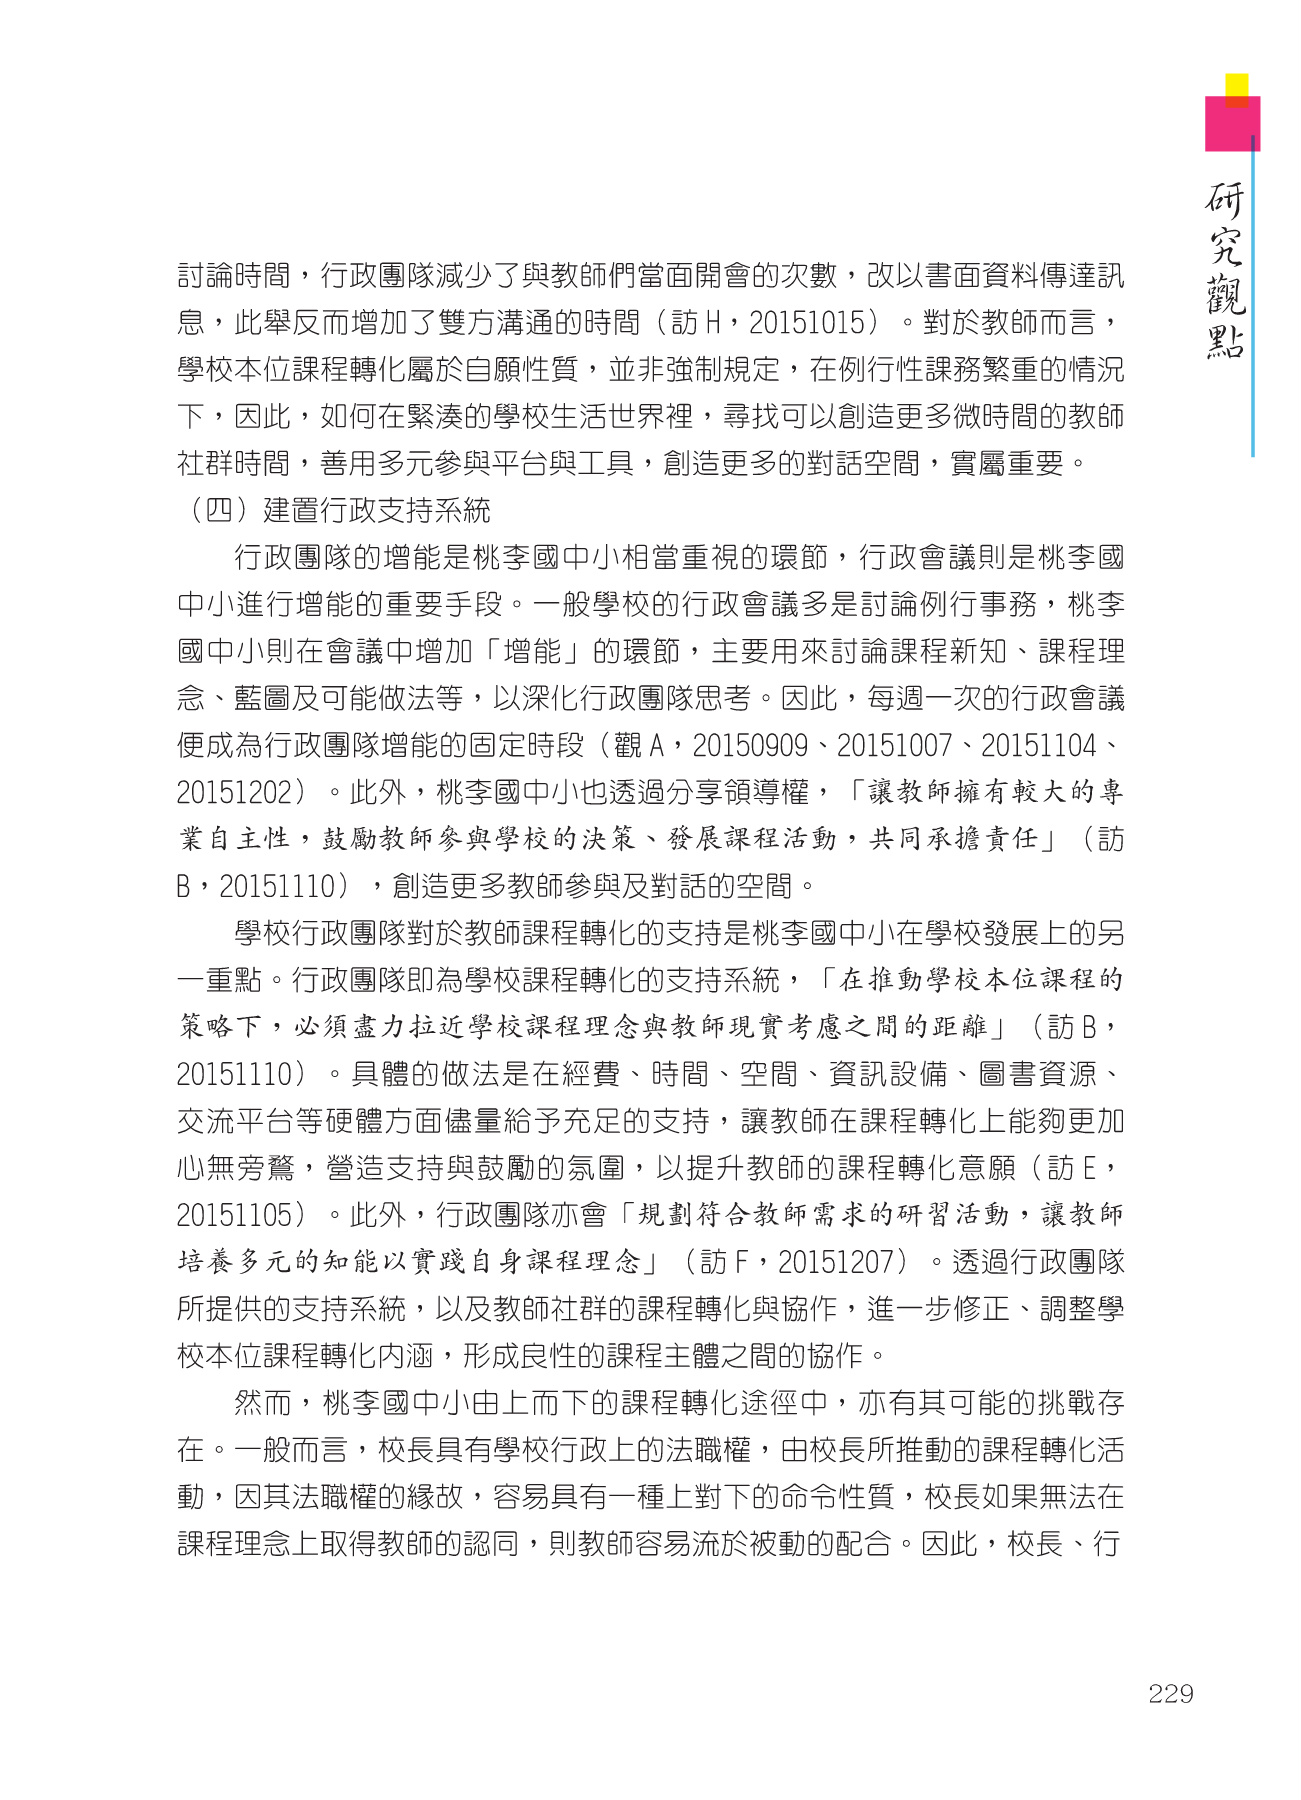 研究觀點
討論時間，行政團隊減少了與教師們當面開會的次數，改以書面資料傳達訊
息，此舉反而增加了雙方溝通的時間（訪 H，20151015）。對於教師而言，
學校本位課程轉化屬於自願性質，並非強制規定，在例行性課務繁重的情況
下，因此，如何在緊湊的學校生活世界裡，尋找可以創造更多微時間的教師
社群時間，善用多元參與平台與工具，創造更多的對話空間，實屬重要。
（四）建置行政支持系統
行政團隊的增能是桃李國中小相當重視的環節，行政會議則是桃李國
中小進行增能的重要手段。一般學校的行政會議多是討論例行事務，桃李
國中小則在會議中增加「增能」的環節，主要用來討論課程新知、課程理
念、藍圖及可能做法等，以深化行政團隊思考。因此，每週一次的行政會議
便成為行政團隊增能的固定時段（觀 A，20150909、20151007、20151104、
20151202）。此外，桃李國中小也透過分享領導權，「讓教師擁有較大的專
業自主性，鼓勵教師參與學校的決策、發展課程活動，共同承擔責任」（訪
B，20151110），創造更多教師參與及對話的空間。
學校行政團隊對於教師課程轉化的支持是桃李國中小在學校發展上的另
一重點。行政團隊即為學校課程轉化的支持系統，「在推動學校本位課程的
策略下，必須盡力拉近學校課程理念與教師現實考慮之間的距離」（訪 B，
20151110）。具體的做法是在經費、時間、空間、資訊設備、圖書資源、
交流平台等硬體方面儘量給予充足的支持，讓教師在課程轉化上能夠更加
心無旁鶩，營造支持與鼓勵的氛圍，以提升教師的課程轉化意願（訪 E，
20151105）。此外，行政團隊亦會「規劃符合教師需求的研習活動，讓教師
培養多元的知能以實踐自身課程理念」（訪 F，20151207）。透過行政團隊
所提供的支持系統，以及教師社群的課程轉化與協作，進一步修正、調整學
校本位課程轉化內涵，形成良性的課程主體之間的協作。
然而，桃李國中小由上而下的課程轉化途徑中，亦有其可能的挑戰存
在。一般而言，校長具有學校行政上的法職權，由校長所推動的課程轉化活
動，因其法職權的緣故，容易具有一種上對下的命令性質，校長如果無法在
課程理念上取得教師的認同，則教師容易流於被動的配合。因此，校長、行
229